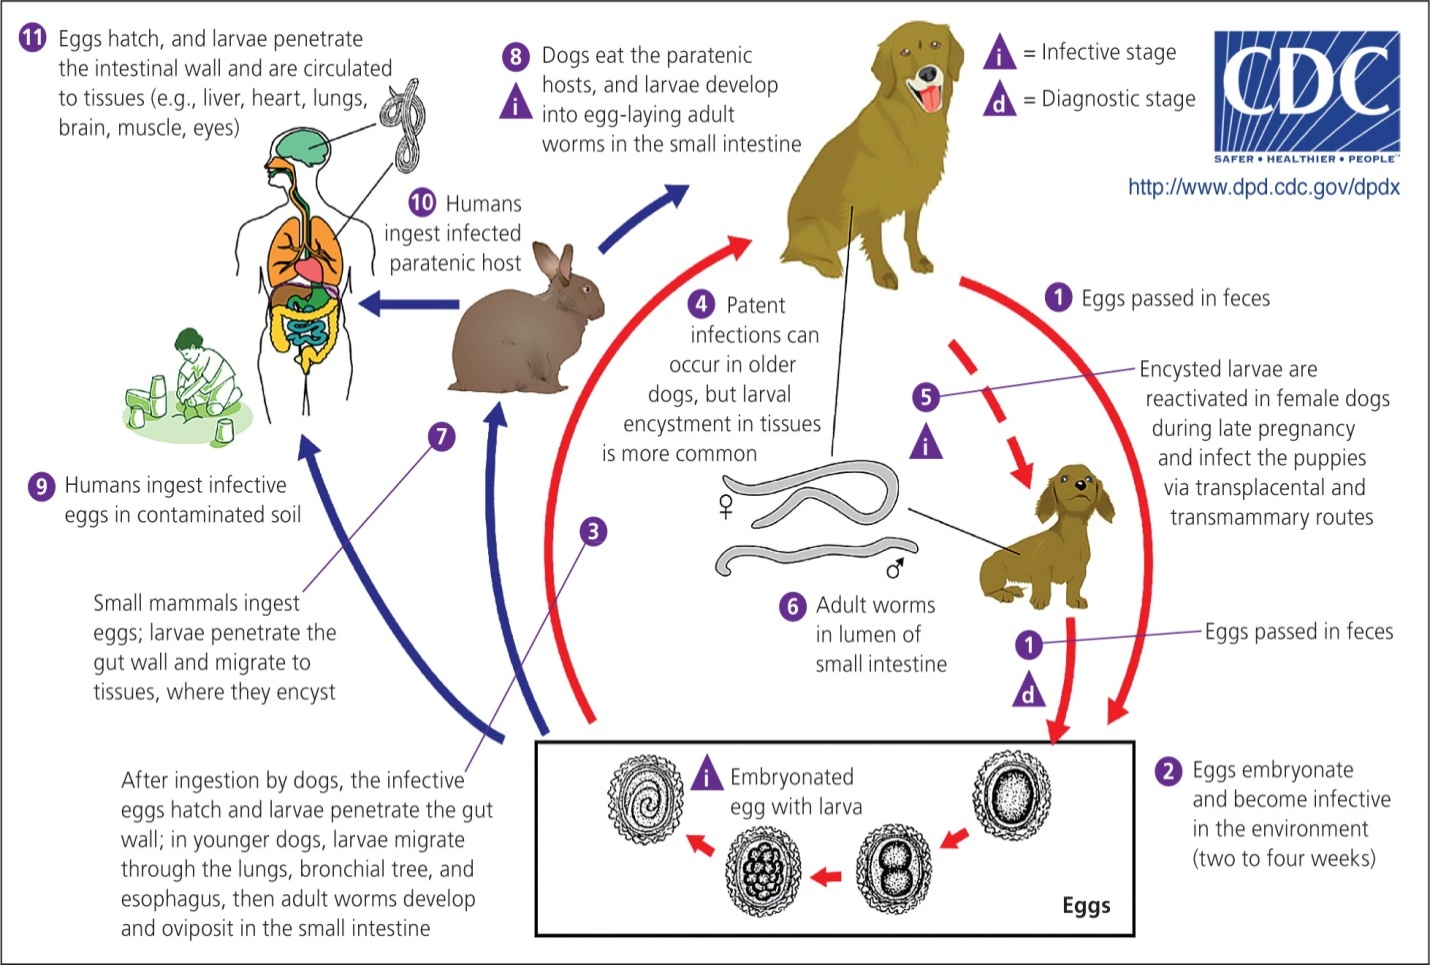 11 Eggs hatch, and larvae penetrate
the intestinal wall and are circulated
to tissues (e.g., liver, heart, lungs,
brain, muscle, eyes)
8 Dogs eat the paratenic
i hosts, and larvae develop
into egg-laying adult
worms in the small intestine
i = Infective stage
d = Diagnostic stage
CDC
SAFER • HEALTHIER • PEOPLE™
http://www.dpd.cdc.gov/dpdx
10 Humans
ingest infected
paratenic host
4 Patent
infections can
occur in older
dogs, but larval
encystment in tissues
is more common
1 Eggs passed in feces
5
i
Encysted larvae are
reactivated in female dogs
during late pregnancy
and infect the puppies
via transplacental and
transmammary routes
7
9 Humans ingest infective
eggs in contaminated soil
3
♀
♂
Small mammals ingest
eggs; larvae penetrate the
gut wall and migrate to
tissues, where they encyst
6 Adult worms
in lumen of
small intestine
1
d
Eggs passed in feces
After ingestion by dogs, the infective
eggs hatch and larvae penetrate the gut
wall; in younger dogs, larvae migrate
through the lungs, bronchial tree, and
esophagus, then adult worms develop
and oviposit in the small intestine
i Embryonated
egg with larva
Eggs
2 Eggs embryonate
and become infective
in the environment
(two to four weeks)